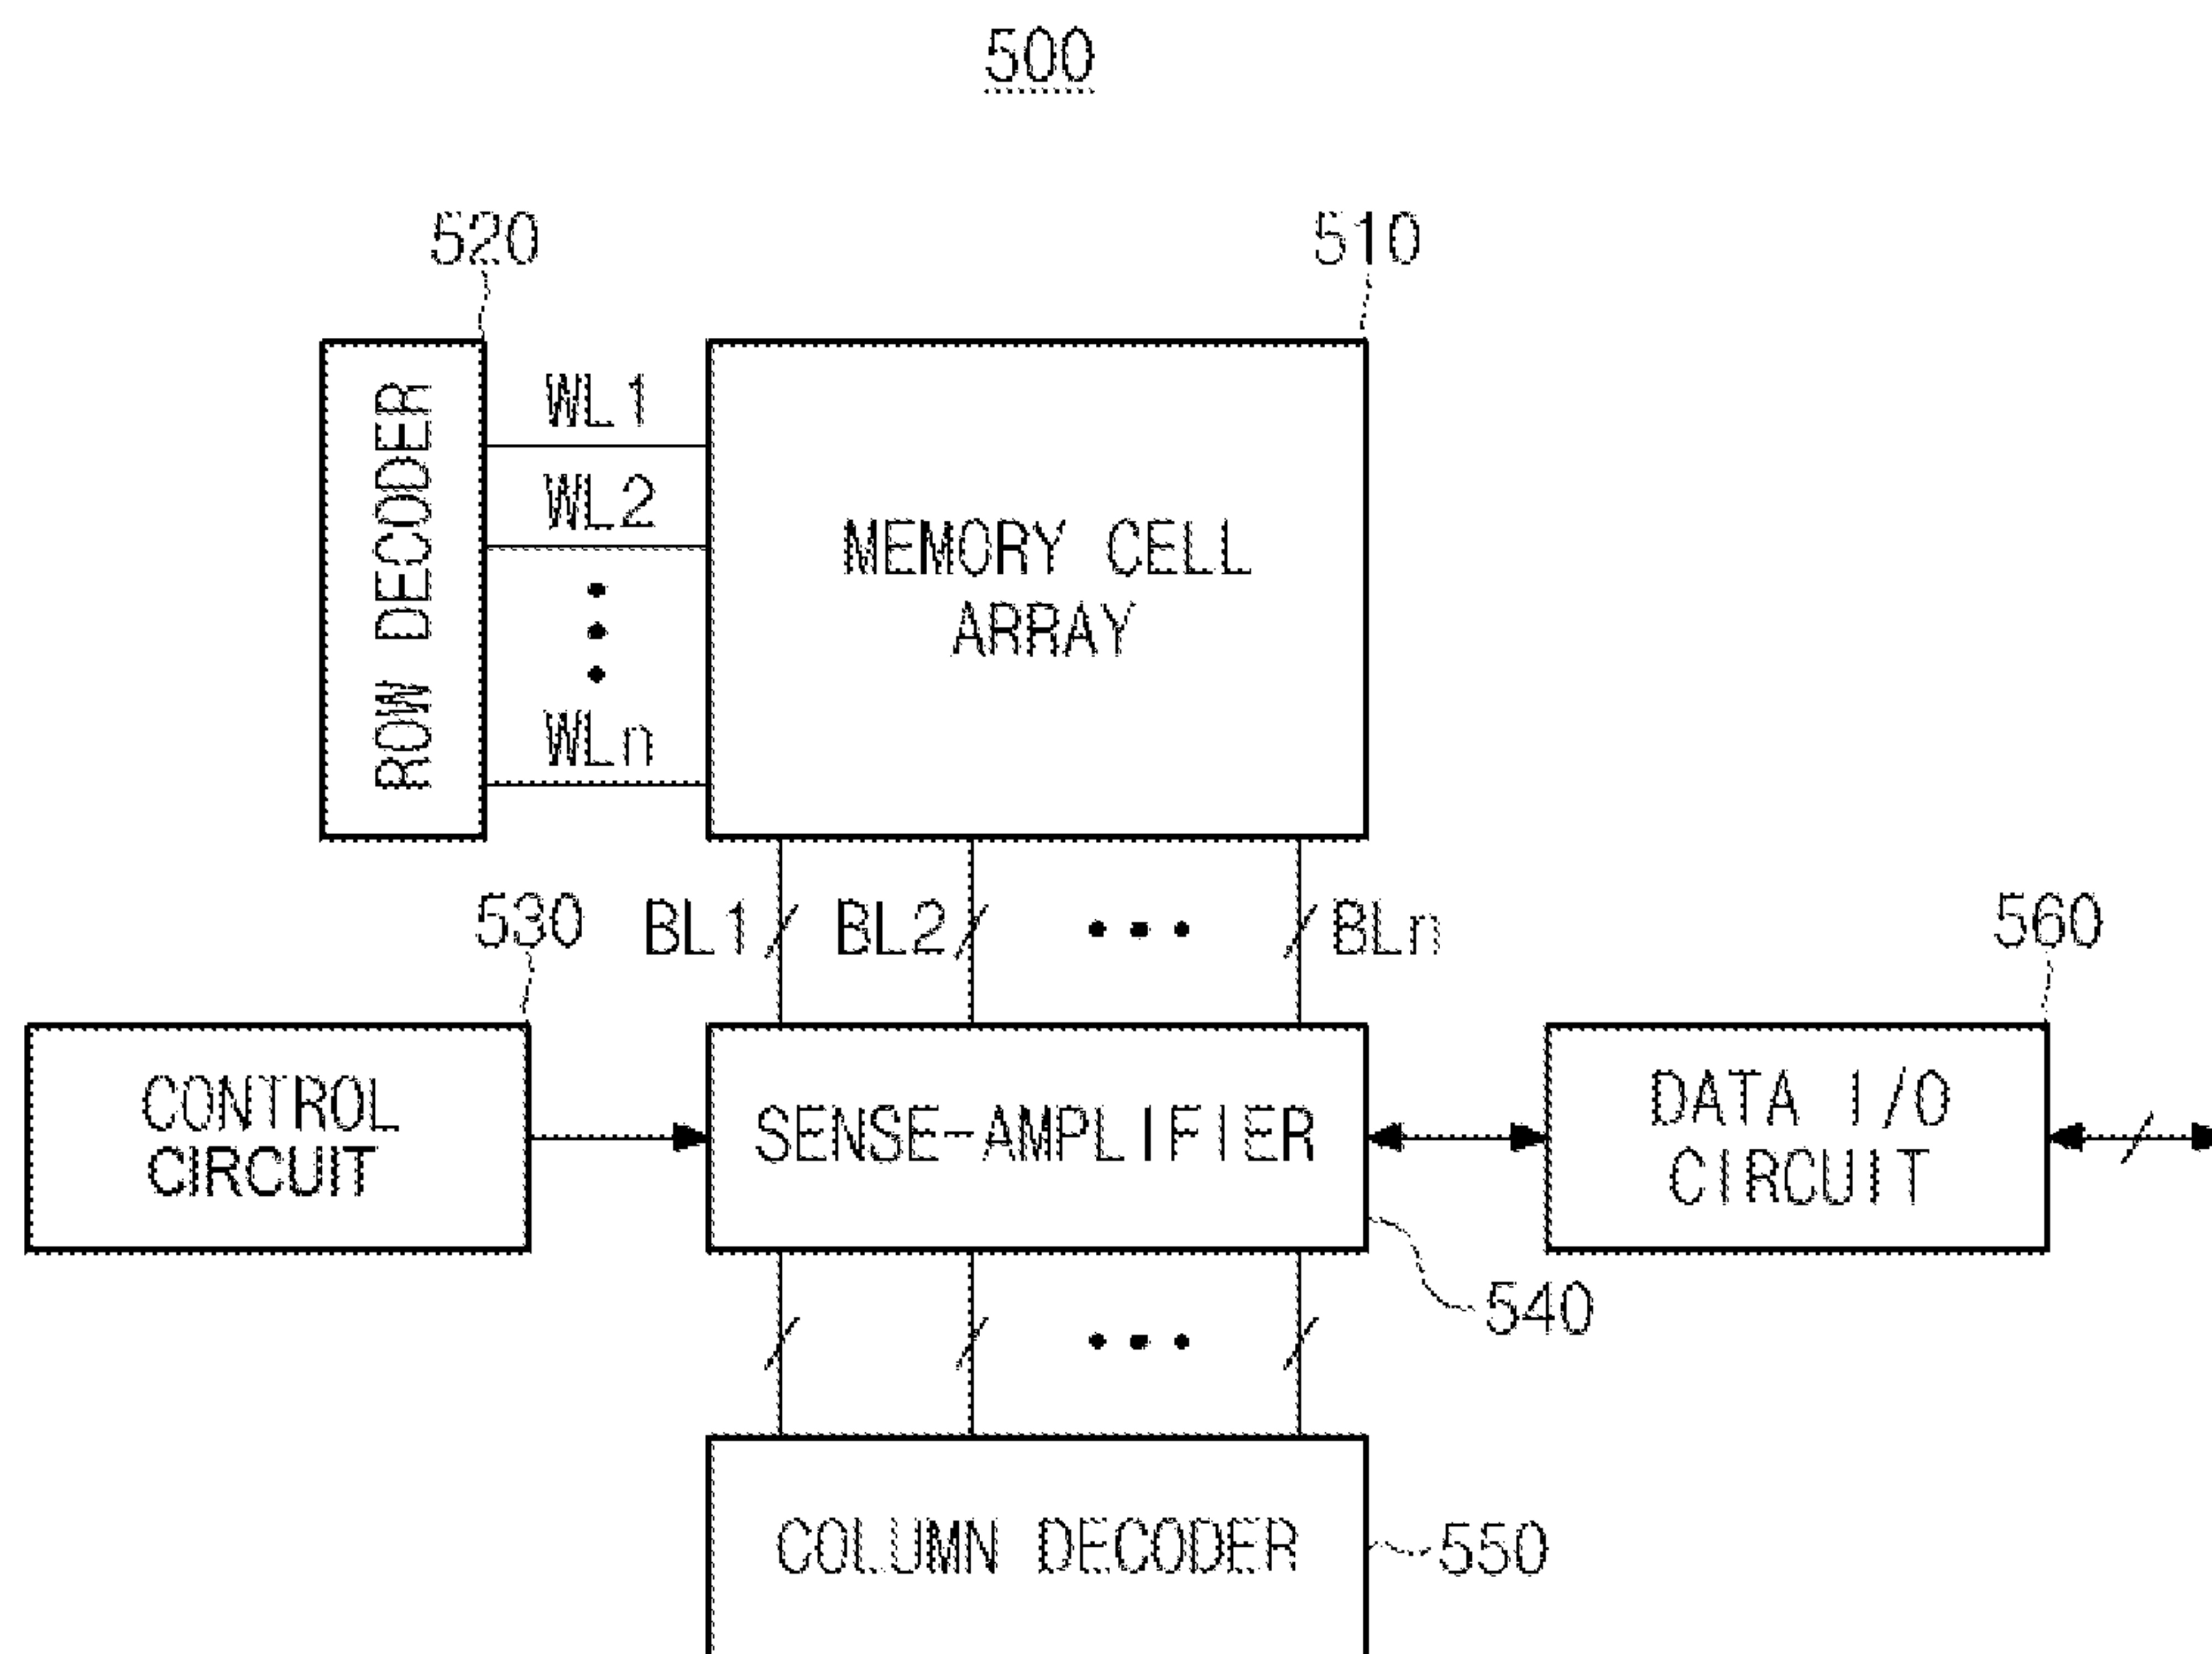 500
520
510
WL1
WL2
WLn
ROW DECODER
MEMORY CELL
ARRAY
530
BL1
BL2
BLn
560
CONTROL
CIRCUIT
SENSE-AMPLIFIER
DATA I/O
CIRCUIT
540
COLUMN DECODER
550